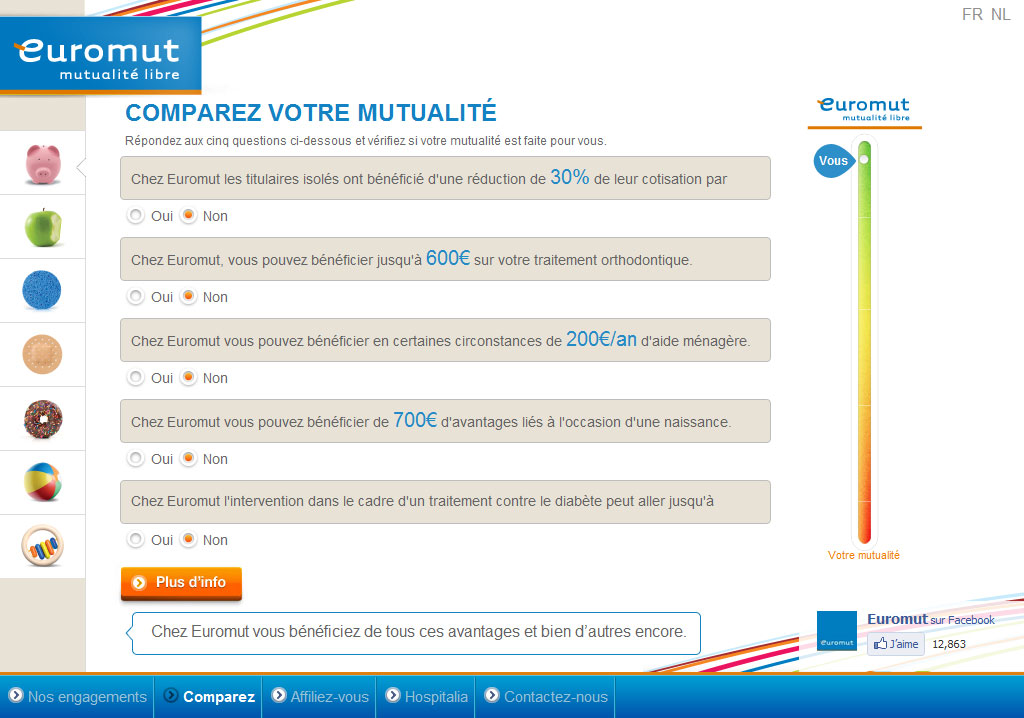 FR NL
euromut
mutualité libre
COMPAREZ VOTRE MUTUALITÉ
Répondez aux cinq questions ci-dessous et vérifiez si votre mutualité est faite pour vous.
euromut
mutualité libre
Vous
Chez Euromut les titulaires isolés ont bénéficié d'une réduction de 30% de leur cotisation par
Oui Non
Chez Euromut, vous pouvez bénéficier jusqu'à 600€ sur votre traitement orthodontique.
Oui Non
Chez Euromut vous pouvez bénéficier en certaines circonstances de 200€/an d'aide ménagère.
Oui Non
Chez Euromut vous pouvez bénéficier de 700€ d'avantages liés à l'occasion d'une naissance.
Oui Non
Chez Euromut l'intervention dans le cadre d'un traitement contre le diabète peut aller jusqu'à
Oui Non
Votre mutualité
Plus d'info
Chez Euromut vous bénéficiez de tous ces avantages et bien d’autres encore.
euromut
Euromut sur Facebook
J'aime 12,863
Nos engagements Comparez Affiliez-vous Hospitalia Contactez-nous